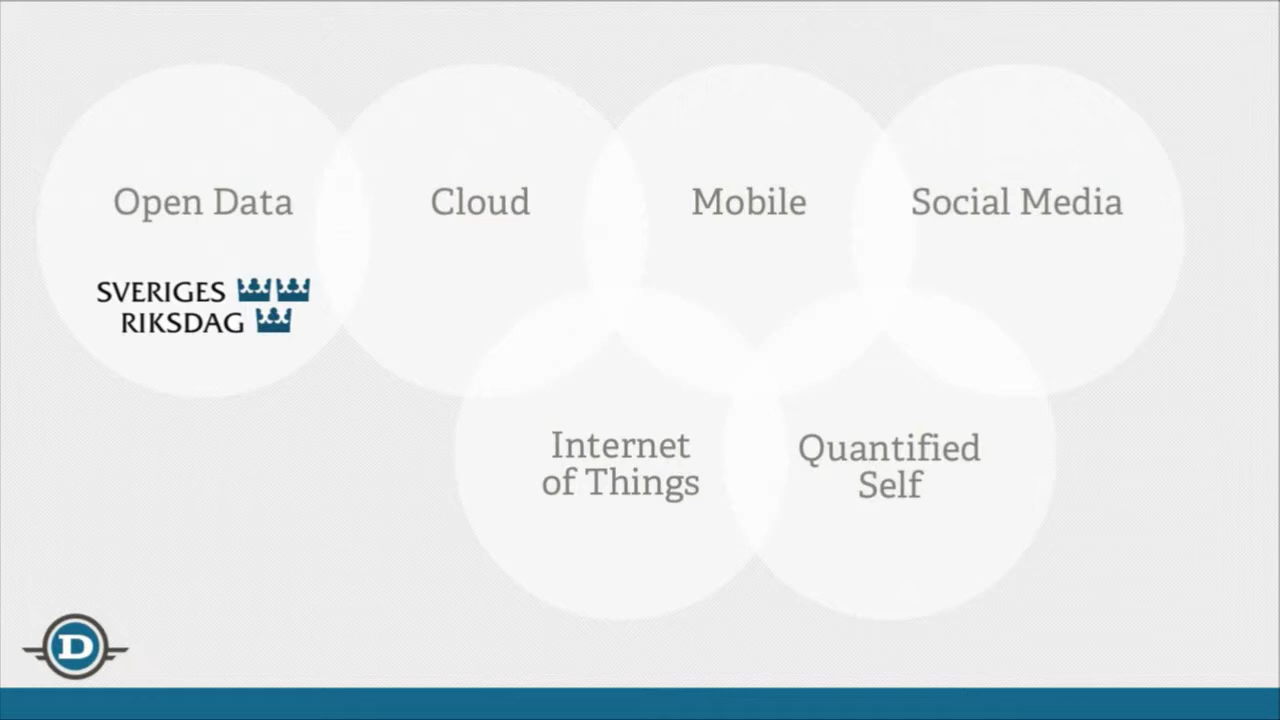 Open Data
Cloud
Mobile
Social Media
SVERIGES
RIKSDAG
Internet
of Things
Quantified
Self
D